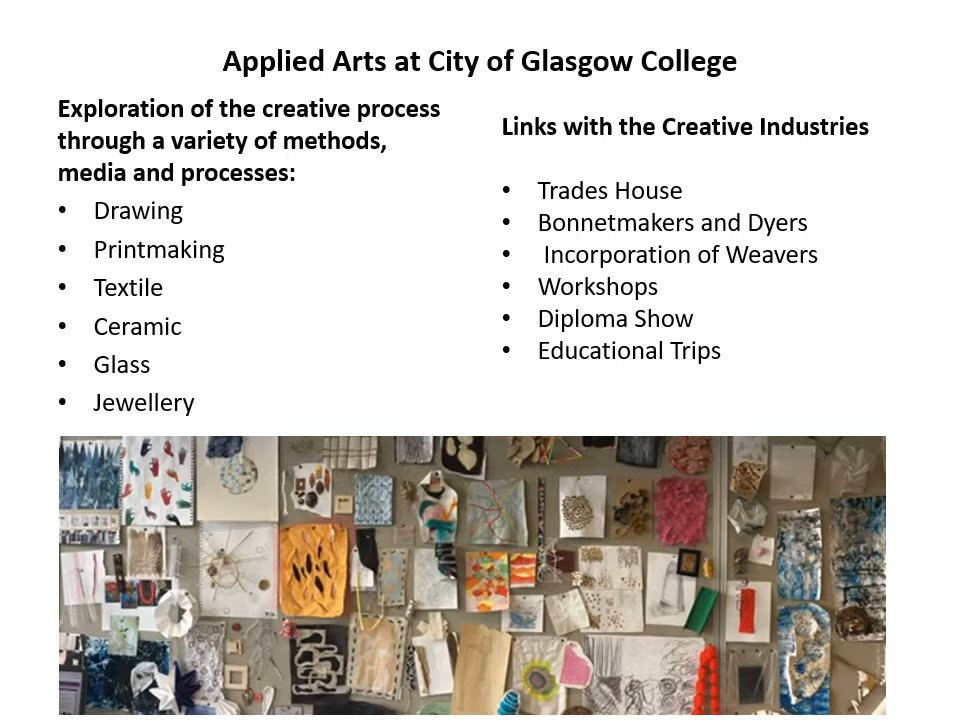 Applied Arts at City of Glasgow College
Exploration of the creative process
through a variety of methods,
media and processes:
• Drawing
• Printmaking
• Textile
• Ceramic
• Glass
• Jewellery
Links with the Creative Industries
• Trades House
• Bonnetmakers and Dyers
• Incorporation of Weavers
• Workshops
• Diploma Show
• Educational Trips